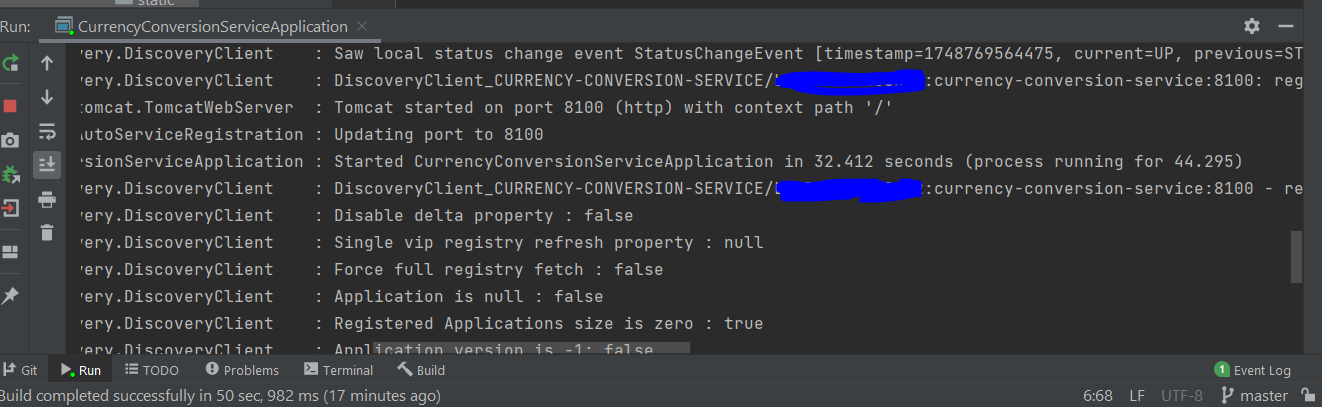 static
Run: CurrencyConversionServiceApplication ×
very.DiscoveryClient : Saw local status change event StatusChangeEvent [timestamp=1748769564475, current=UP, previous=ST
very.DiscoveryClient : DiscoveryClient_CURRENCY-CONVERSION-SERVICE/ :currency-conversion-service:8100: reg
tomcat.TomcatWebServer : Tomcat started on port 8100 (http) with context path '/'
AutoServiceRegistration : Updating port to 8100
rsionServiceApplication : Started CurrencyConversionServiceApplication in 32.412 seconds (process running for 44.295)
very.DiscoveryClient : DiscoveryClient_CURRENCY-CONVERSION-SERVICE/ :currency-conversion-service:8100 - re
very.DiscoveryClient : Disable delta property : false
very.DiscoveryClient : Single vip registry refresh property : null
very.DiscoveryClient : Force full registry fetch : false
very.DiscoveryClient : Application is null : false
very.DiscoveryClient : Registered Applications size is zero : true
very.DiscoveryClient : Application version is -1: false
Git Run TODO Problems Terminal Build 1 Event Log
Build completed successfully in 50 sec, 982 ms (17 minutes ago) 6:68 LF UTF-8 master